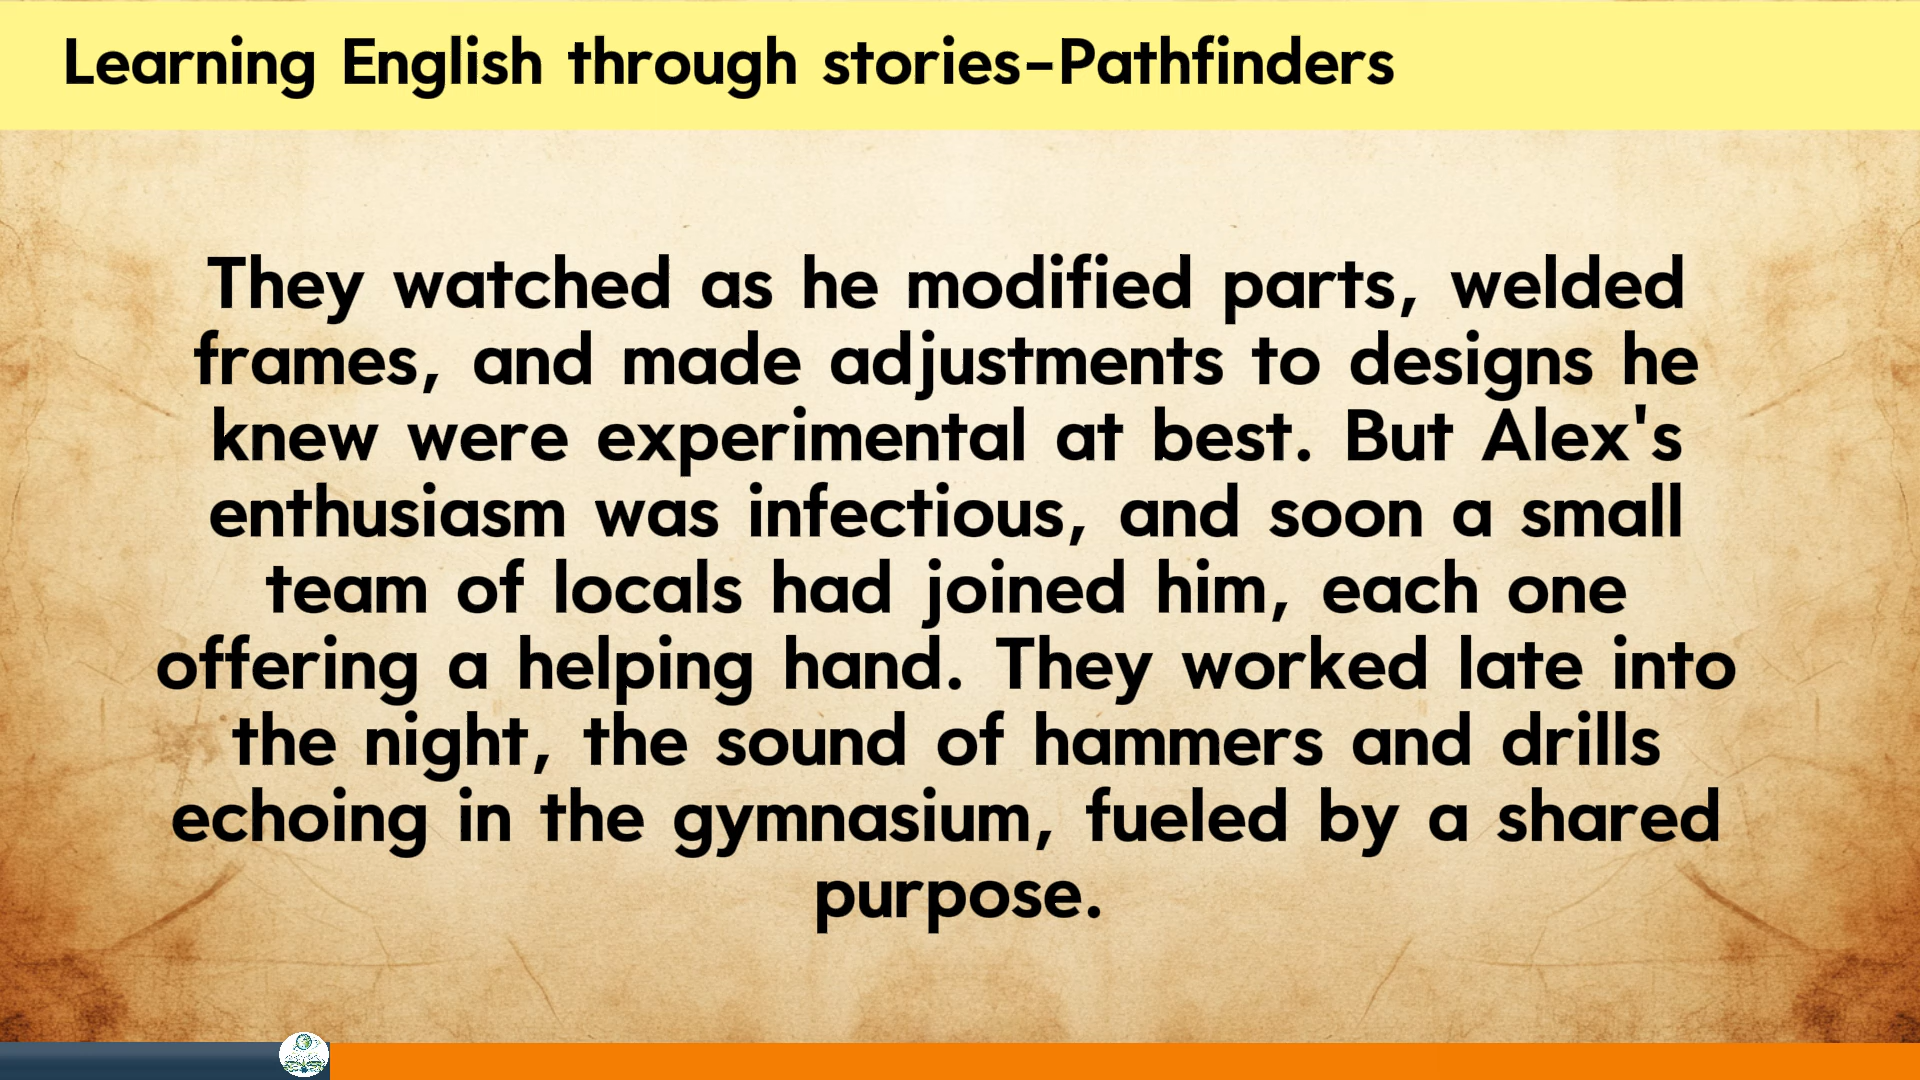 Learning English through stories-Pathfinders
They watched as he modified parts, welded
frames, and made adjustments to designs he
knew were experimental at best. But Alex's
enthusiasm was infectious, and soon a small
team of locals had joined him, each one
offering a helping hand. They worked late into
the night, the sound of hammers and drills
echoing in the gymnasium, fueled by a shared
purpose.